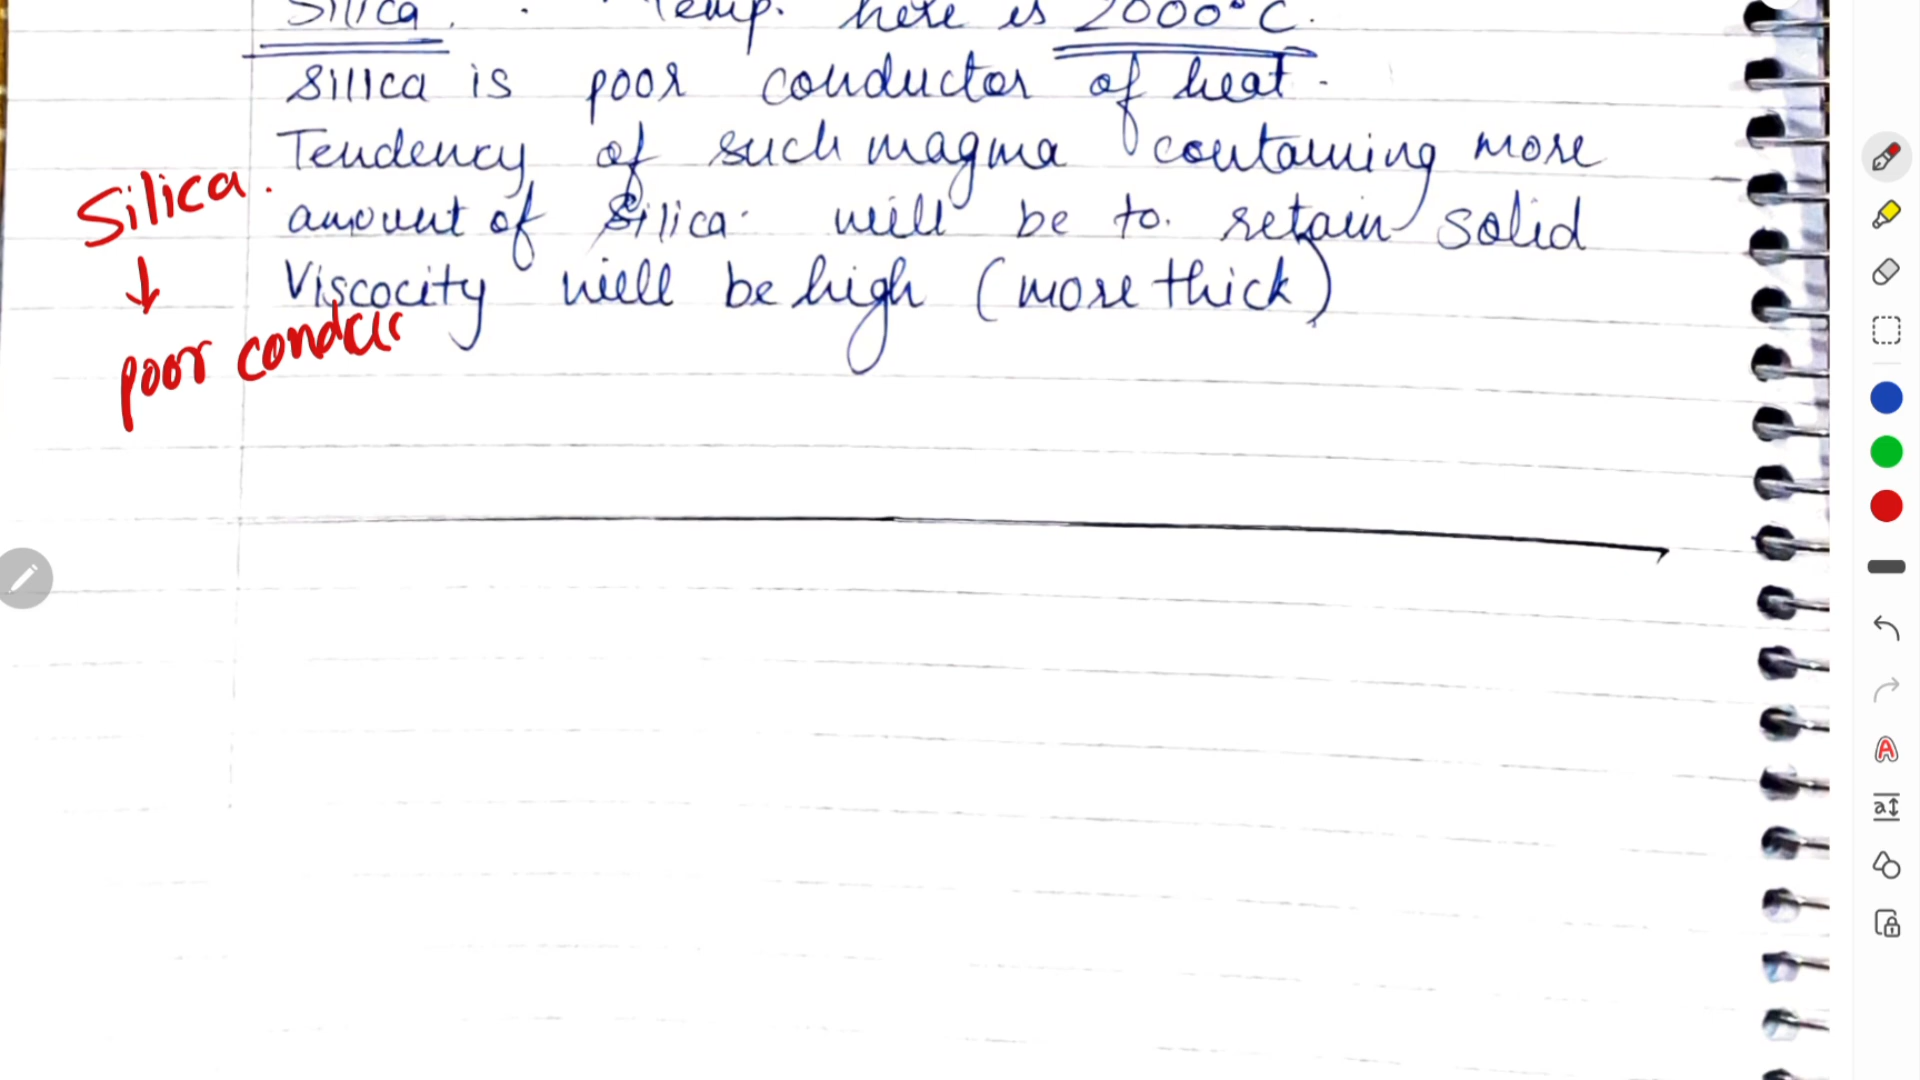 Silica. . Temp. here is 2000°C.
Silica is poor conductor of heat.
Tendency of such magma containing more
amount of Silica. will be to. retain solid
Viscocity will be high (more thick)
Silica.
↓
poor conduc